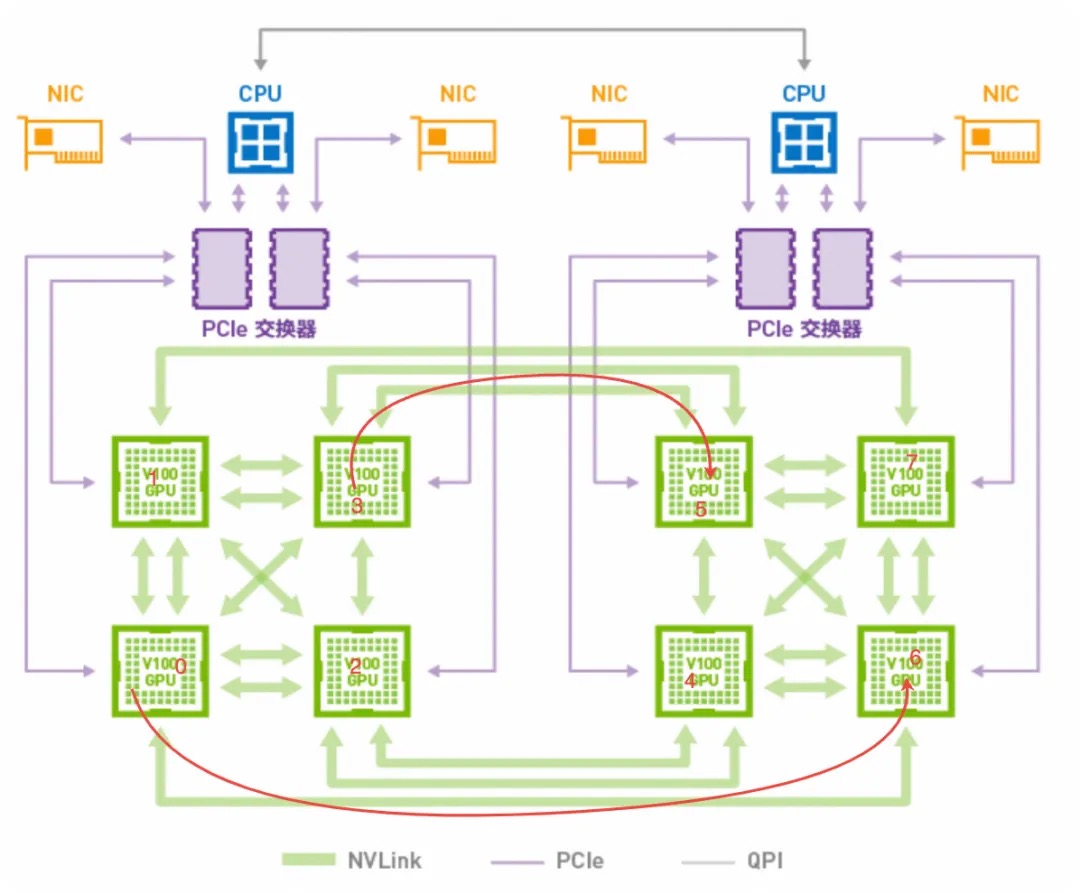 CPU
CPU
NIC
NIC
NIC
NIC
PCIe 交换器
PCIe 交换器
V100
GPU
1
V100
GPU
3
V100
GPU
5
V100
GPU
7
V100
GPU
0
V100
GPU
2
V100
GPU
4
V100
GPU
6
NVLink
PCIe
QPI